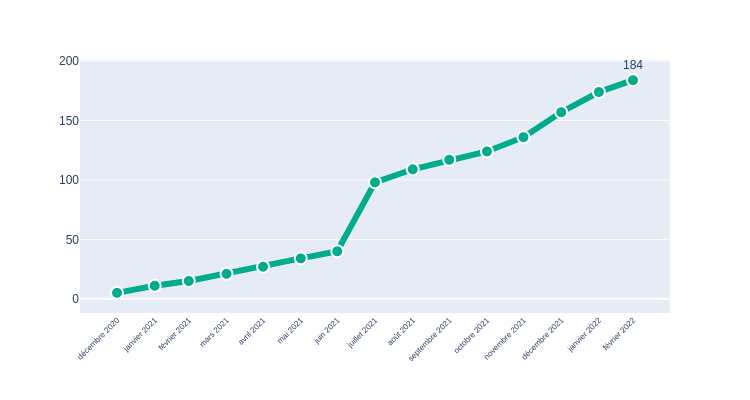 200
184
150
100
50
0
décembre 2020
janvier 2021
février 2021
mars 2021
avril 2021
mai 2021
juin 2021
juillet 2021
août 2021
septembre 2021
octobre 2021
novembre 2021
décembre 2021
janvier 2022
février 2022